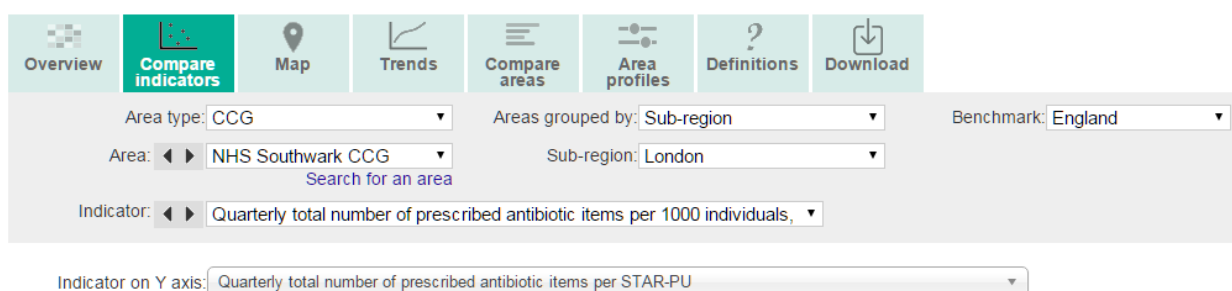 Overview Compare indicators Map Trends Compare areas Area profiles Definitions Download
Area type: CCG Areas grouped by: Sub-region Benchmark: England
Area: NHS Southwark CCG Sub-region: London
Search for an area
Indicator: Quarterly total number of prescribed antibiotic items per 1000 individuals,
Indicator on Y axis: Quarterly total number of prescribed antibiotic items per STAR-PU